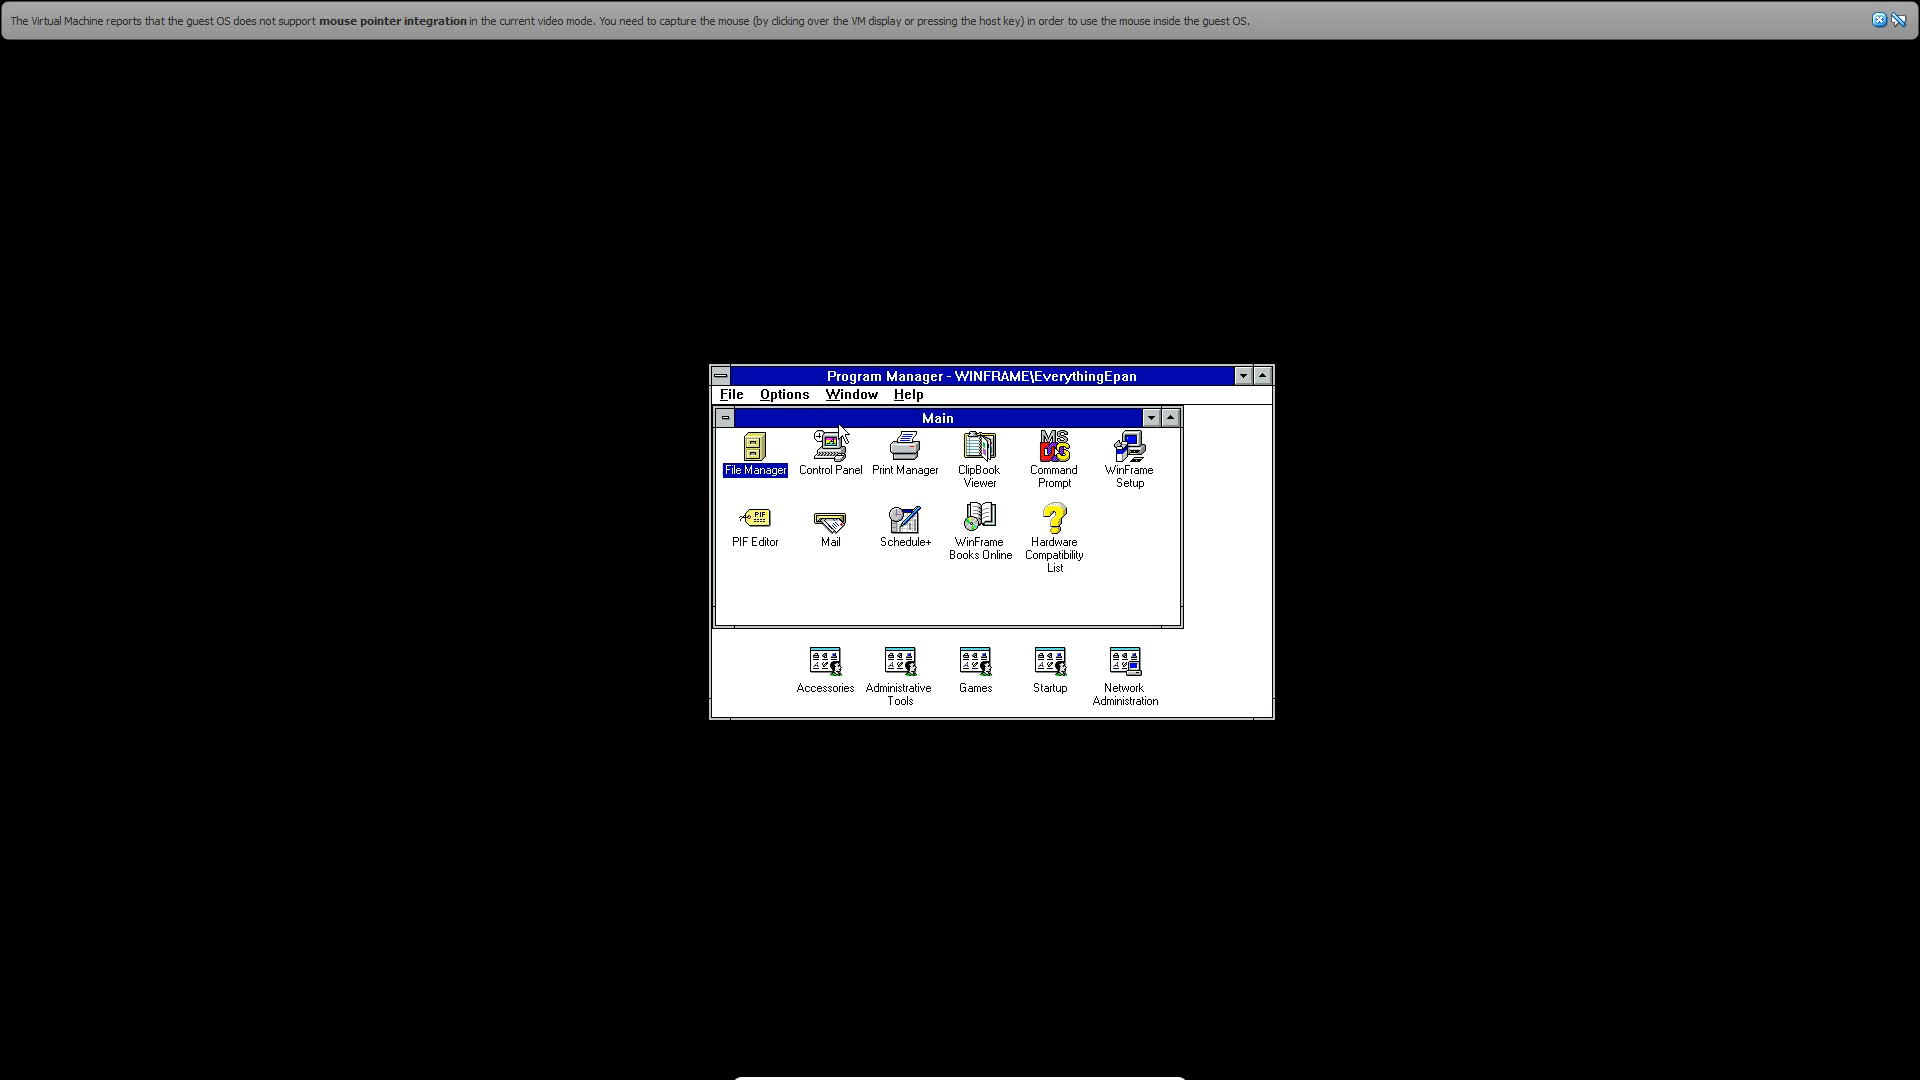 The Virtual Machine reports that the guest OS does not support mouse pointer integration in the current video mode. You need to capture the mouse (by clicking over the VM display or pressing the host key) in order to use the mouse inside the guest OS.
Program Manager - WINFRAME\EverythingEpan
File Options Window Help
Main
File Manager Control Panel Print Manager ClipBook Command WinFrame
Viewer Prompt Setup
PIF Editor Mail Schedule+ WinFrame Hardware
Books Online Compatibility
List
Accessories Administrative Games Startup Network
Tools Administration